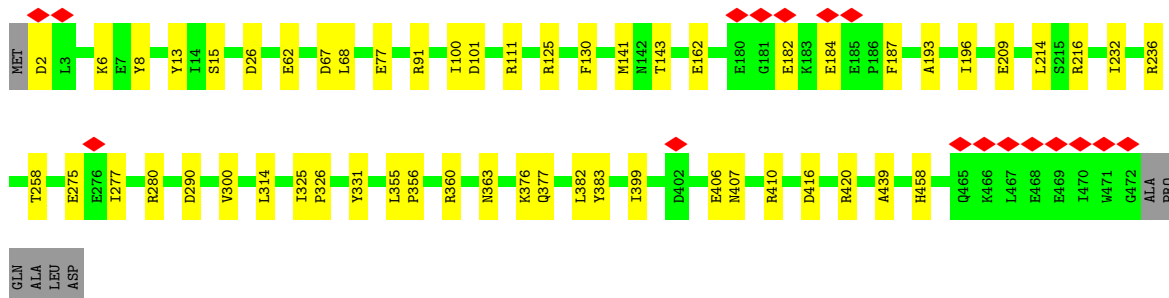 MET D2 L3 K6 E7 Y8 Y13 I14 S15 D26 E62 D67 L68 E77 R91 I100 D101 R111 R125 F130 M141 N142 T143 E162 E180 G181 E182 K183 E184 E185 P186 F187 A193 I196 E209 L214 S215 R216 I232 R236
T258 E275 E276 I277 R280 D290 V300 L314 I325 P326 Y331 L355 P356 R360 N363 K376 Q377 L382 Y383 I399 D402 E406 N407 R410 D416 R420 A439 H458 Q465 K466 L467 E468 E469 I470 W471 G472 ALA PRO
GLN ALA LEU ASP